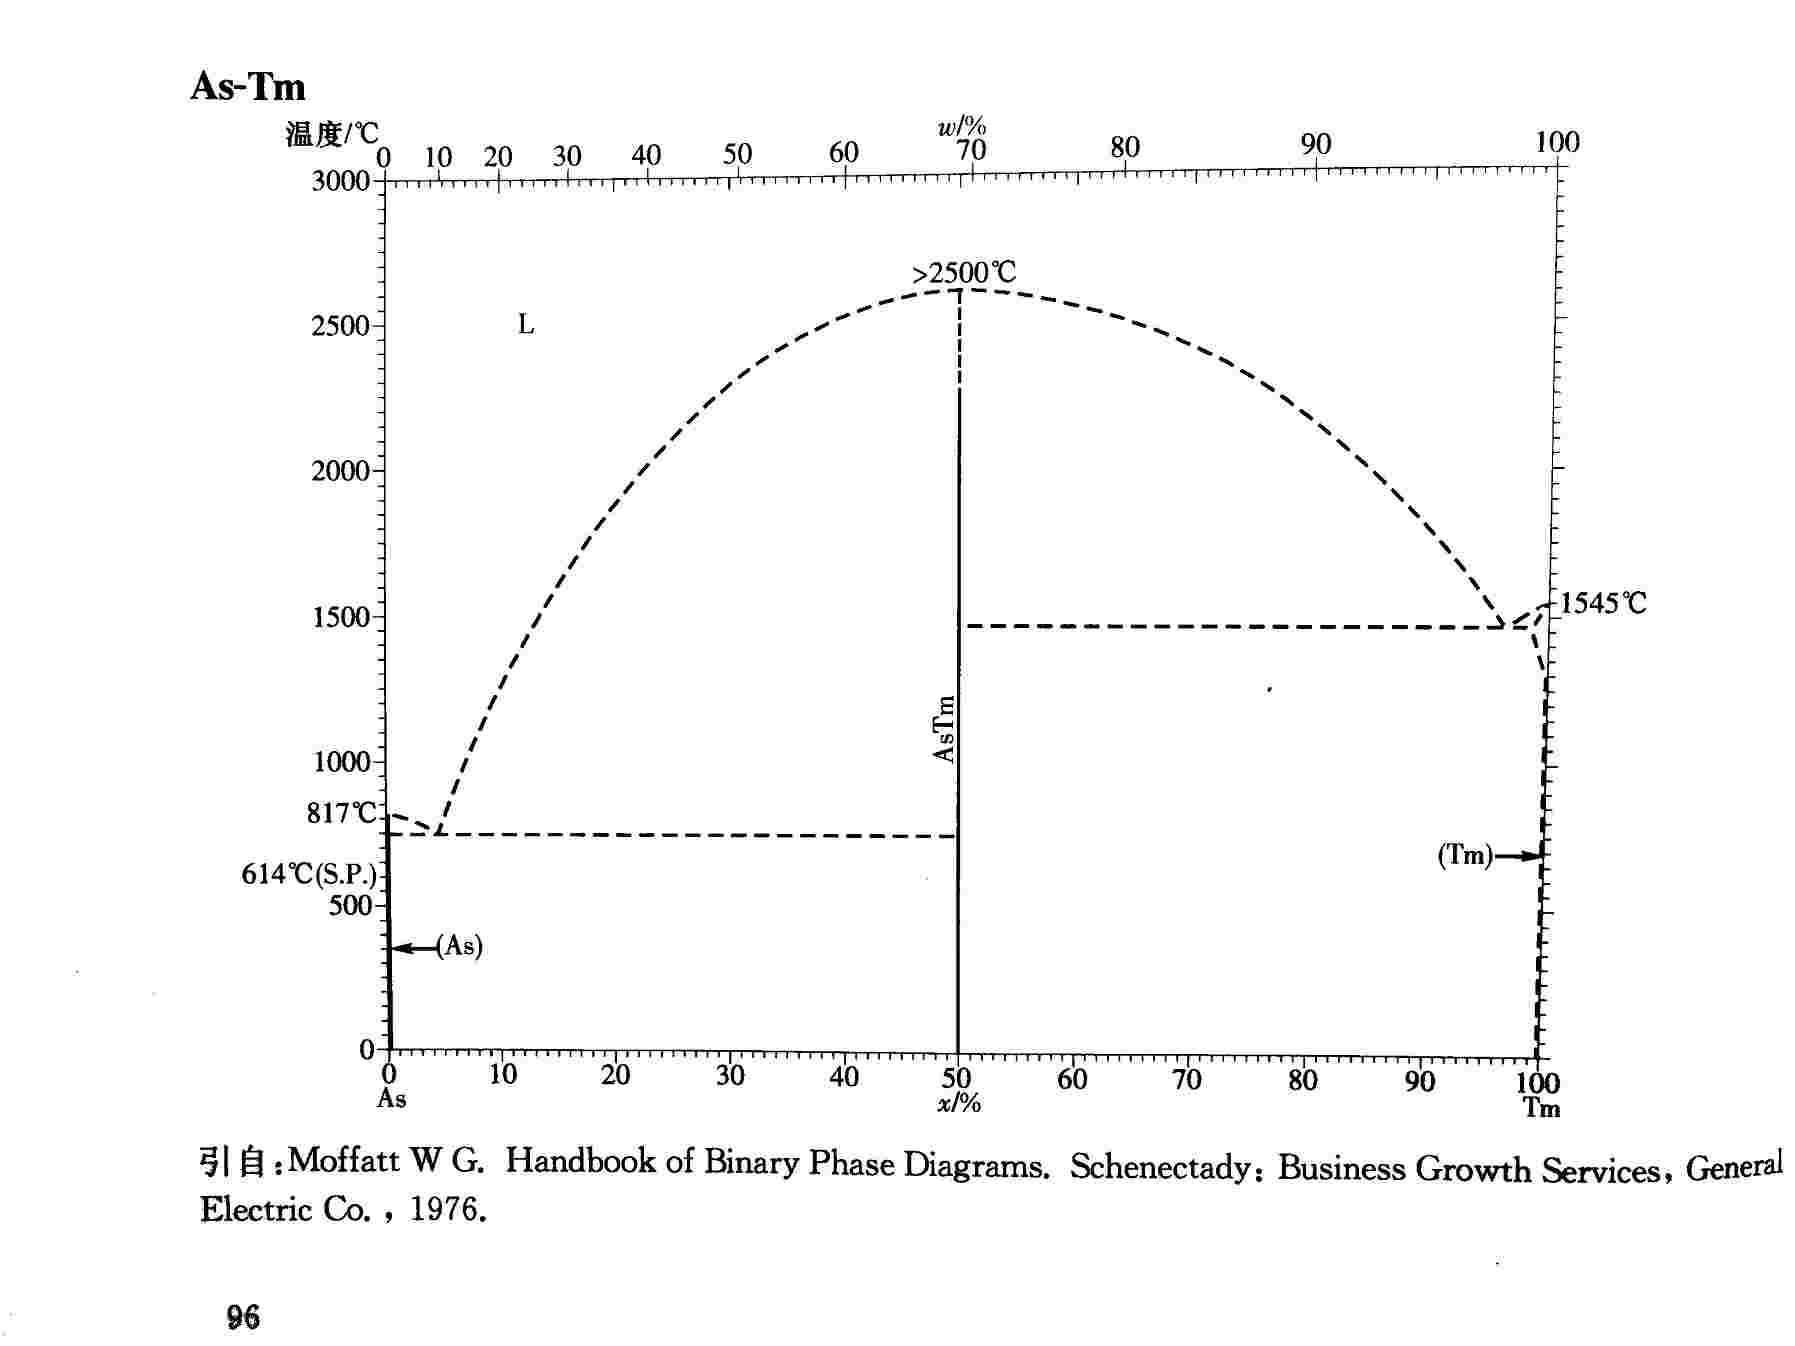 As-Tm
温度/℃
w/%
0 10 20 30 40 50 60 70 80 90 100
3000
>2500℃
2500
L
2000
1500
1545℃
AsTm
1000
817℃
(Tm)
614℃(S.P.)
500
(As)
0
0 10 20 30 40 50 60 70 80 90 100
As x/% Tm
引自:Moffatt W G. Handbook of Binary Phase Diagrams. Schenectady: Business Growth Services, General
Electric Co. , 1976.
96